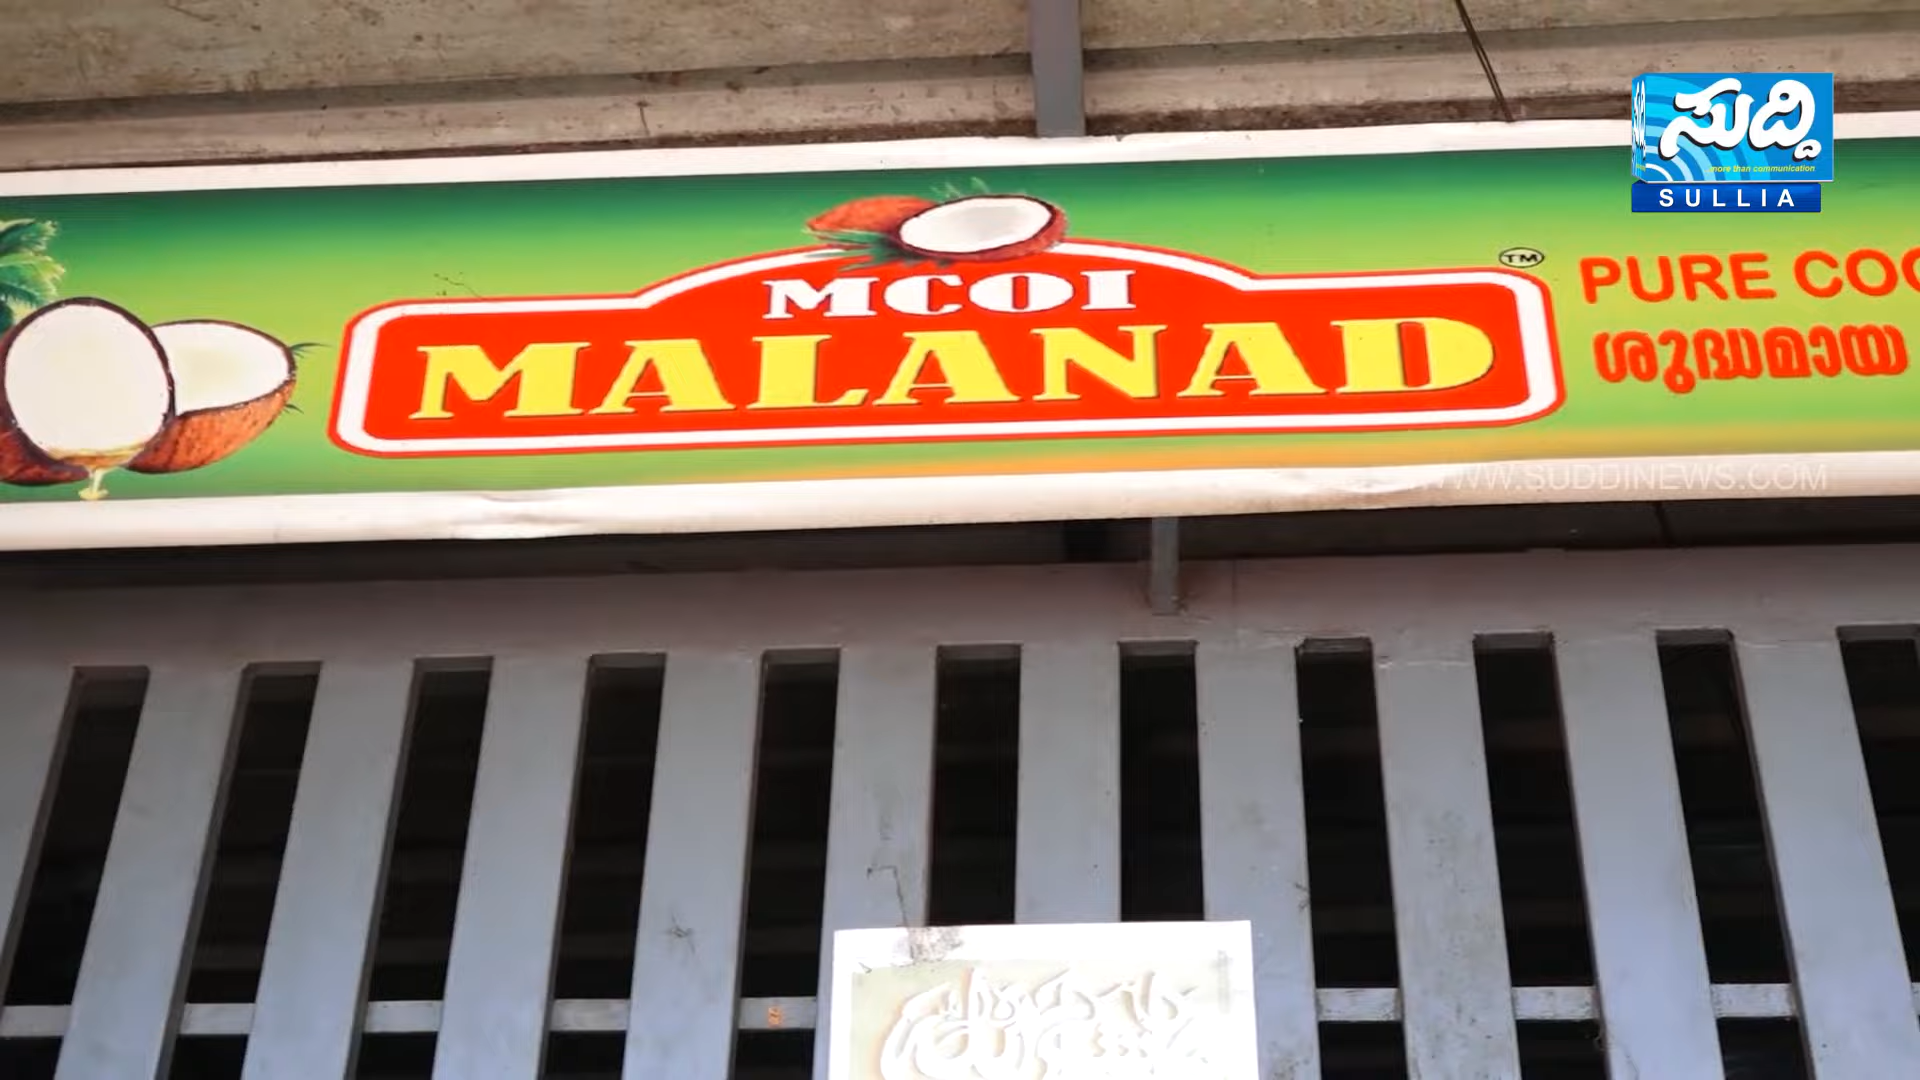 MCOI
MALANAD
TM
PURE COC
ശുദ്ധമായ
ಸುದ್ದಿ
more than communication
SULLIA
WWW.SUDDINEWS.COM